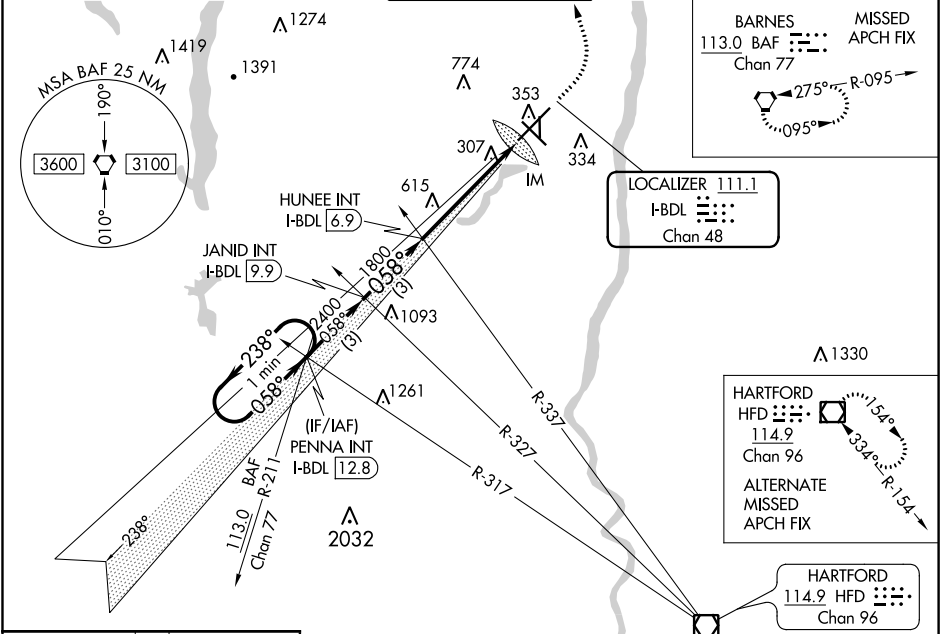 1274
1419
1391
MSA BAF 25 NM
190°
3600
3100
010°
774
353
307
334
IM
615
BARNES
113.0 BAF
Chan 77
MISSED
APCH FIX
275°
R-095
095°
LOCALIZER 111.1
I-BDL
Chan 48
HUNEE INT
I-BDL 6.9
JANID INT
I-BDL 9.9
1800
058°
(3)
2400
058°
(3)
1093
238°
1 min
058°
1261
(IF/IAF)
PENNA INT
I-BDL 12.8
BAF
R-211
113.0
Chan 77
238°
2032
R-337
R-327
R-317
1330
HARTFORD
HFD
114.9
Chan 96
154°
334°
R-154
ALTERNATE
MISSED
APCH FIX
HARTFORD
114.9 HFD
Chan 96